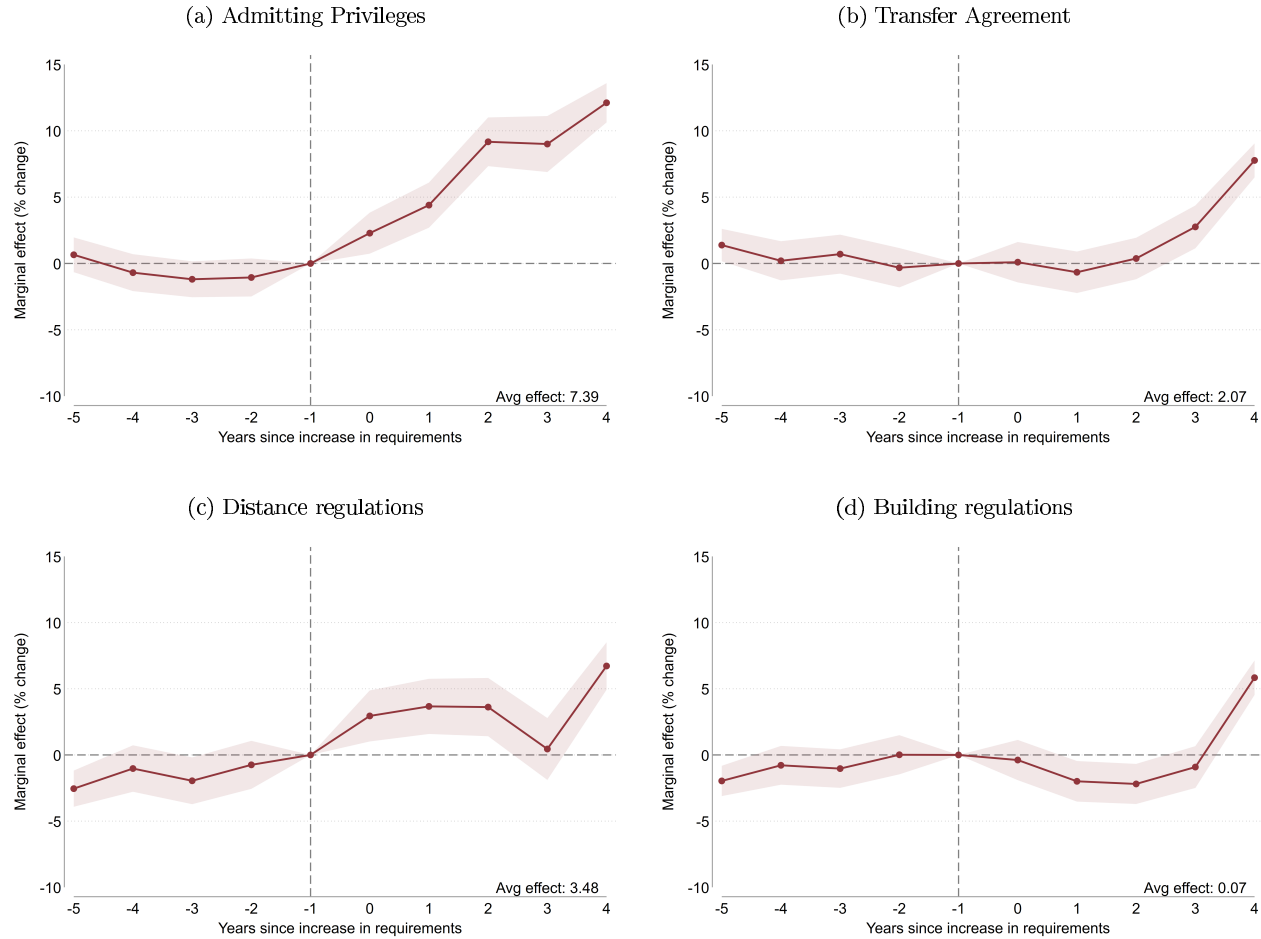 (a) Admitting Privileges
Marginal effect (% change)
15
10
5
0
-5
-10
Avg effect: 7.39
-5 -4 -3 -2 -1 0 1 2 3 4
Years since increase in requirements
(b) Transfer Agreement
Marginal effect (% change)
15
10
5
0
-5
-10
Avg effect: 2.07
-5 -4 -3 -2 -1 0 1 2 3 4
Years since increase in requirements
(c) Distance regulations
Marginal effect (% change)
15
10
5
0
-5
-10
Avg effect: 3.48
-5 -4 -3 -2 -1 0 1 2 3 4
Years since increase in requirements
(d) Building regulations
Marginal effect (% change)
15
10
5
0
-5
-10
Avg effect: 0.07
-5 -4 -3 -2 -1 0 1 2 3 4
Years since increase in requirements